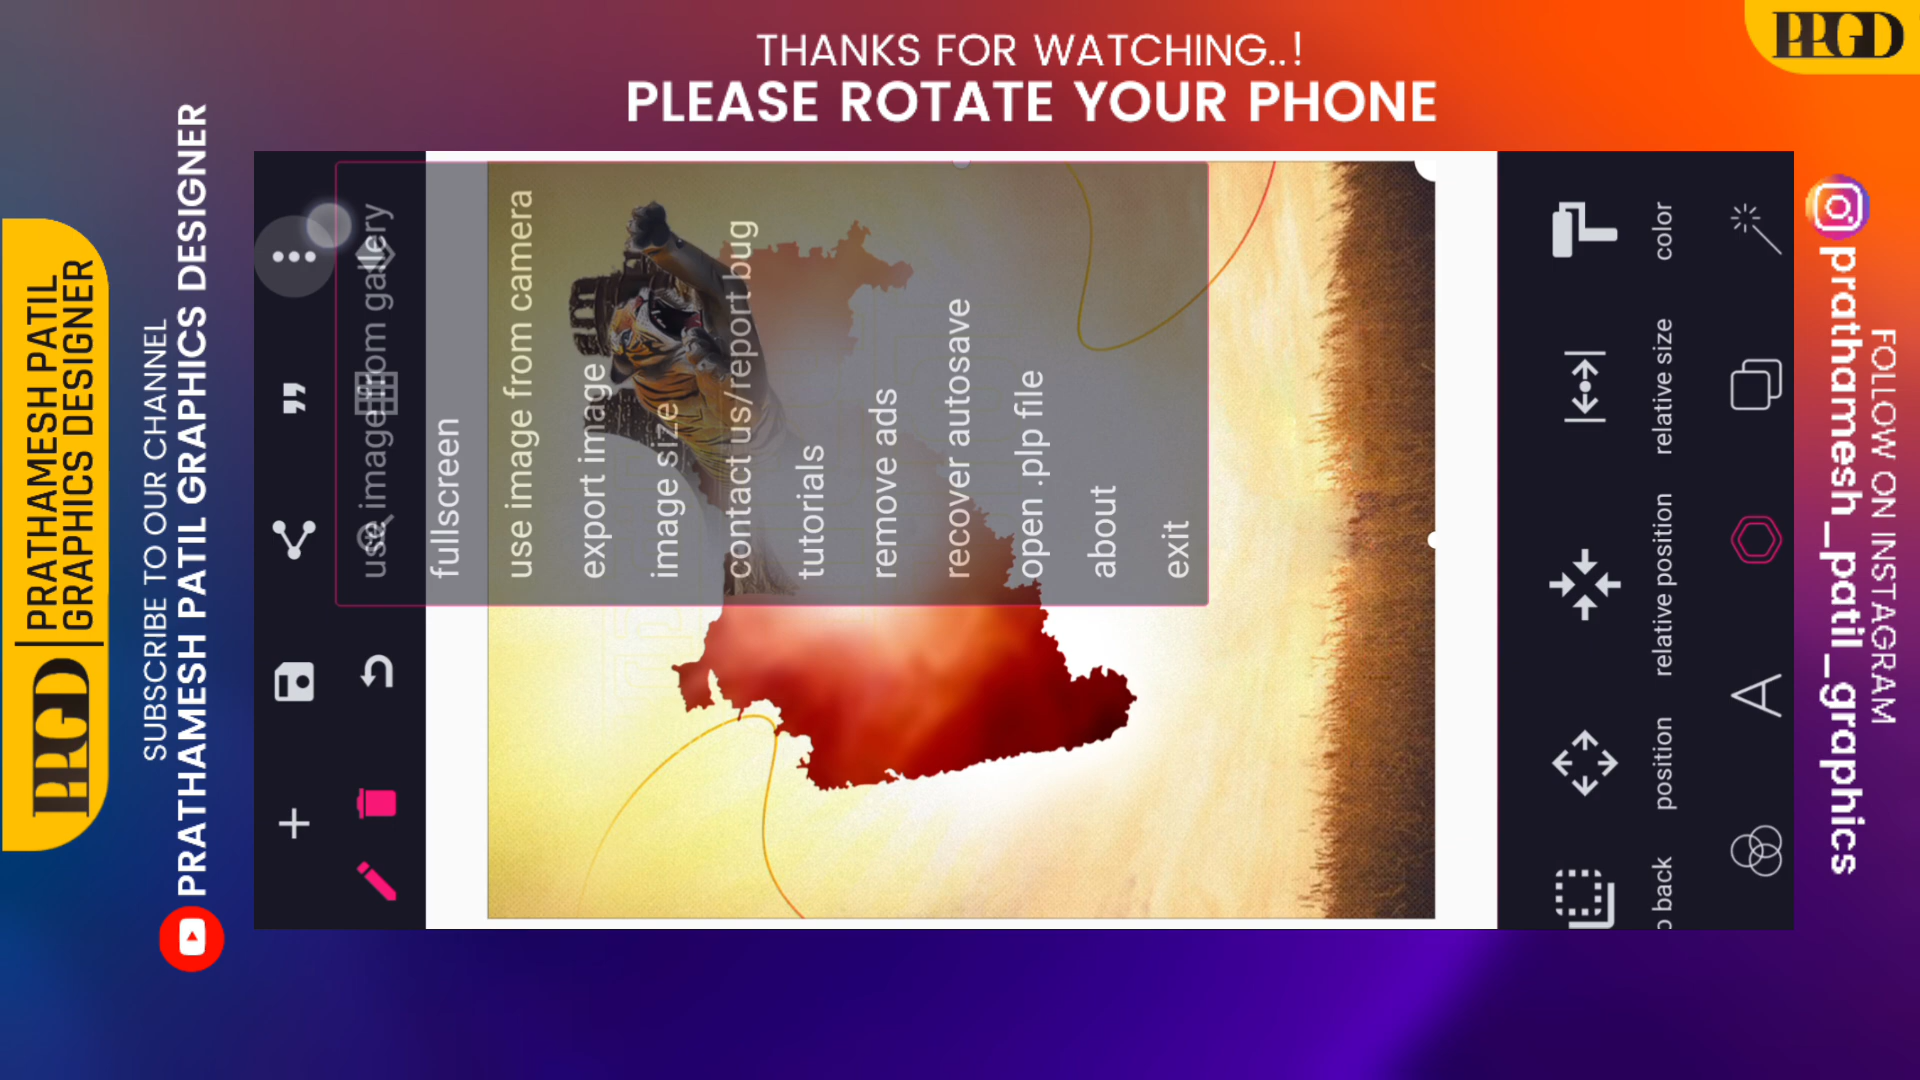 THANKS FOR WATCHING..!
PLEASE ROTATE YOUR PHONE
PRGD
PRATHAMESH PATIL
GRAPHICS DESIGNER
PRGD
SUBSCRIBE TO OUR CHANNEL
PRATHAMESH PATIL GRAPHICS DESIGNER
use image from gallery
fullscreen
use image from camera
export image
image size
contact us/report bug
tutorials
remove ads
recover autosave
open .plp file
about
exit
color
relative size
relative position
position
o back
FOLLOW ON INSTAGRAM
prathamesh_patil_graphics